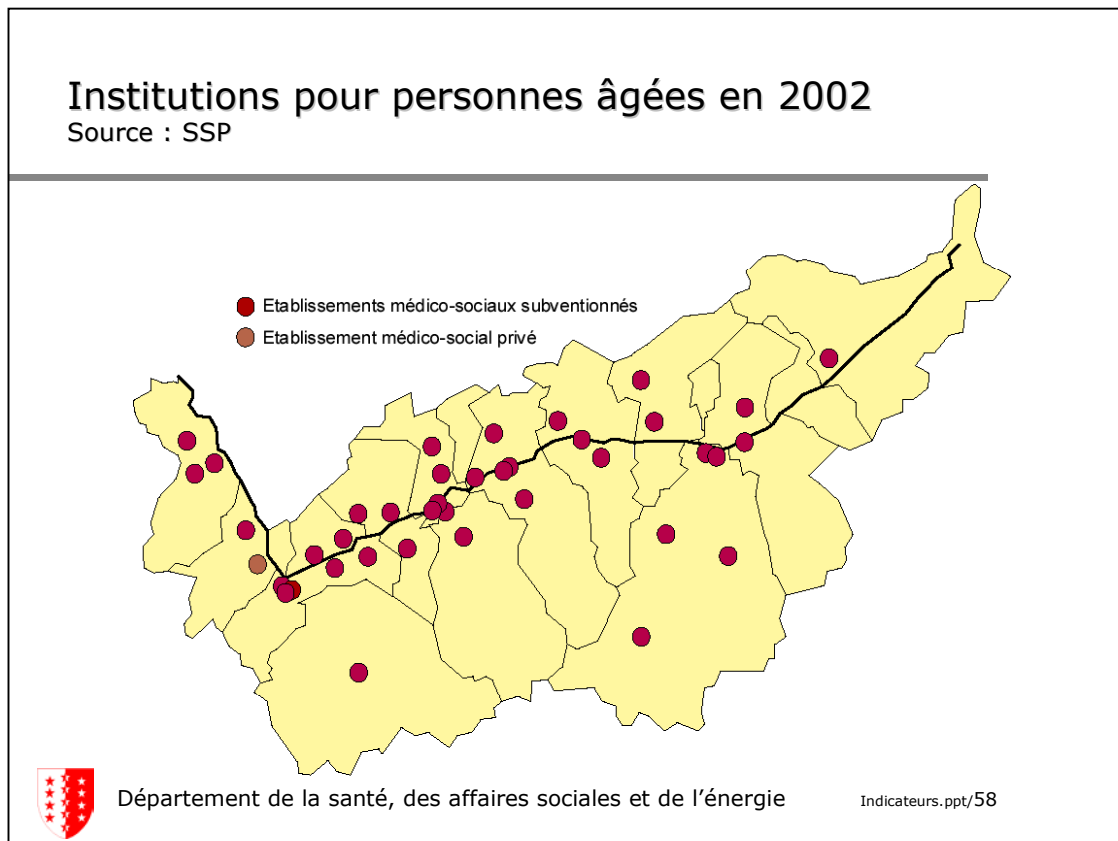 Institutions pour personnes âgées en 2002
Source : SSP
Etablissements médico-sociaux subventionnés
Etablissement médico-social privé
Département de la santé, des affaires sociales et de l'énergie
Indicateurs.ppt/58